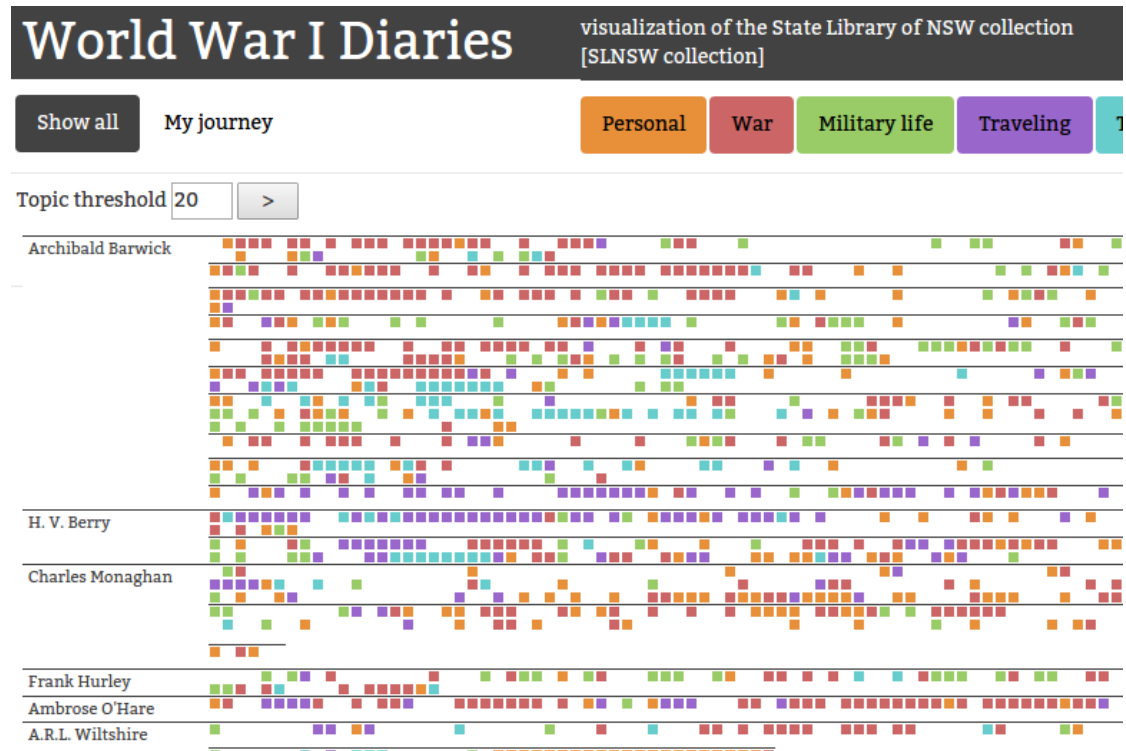 World War I Diaries
visualization of the State Library of NSW collection
[SLNSW collection]
Show all
My journey
Personal
War
Military life
Traveling
T
Topic threshold 20 >
Archibald Barwick
H. V. Berry
Charles Monaghan
Frank Hurley
Ambrose O'Hare
A.R.L. Wiltshire